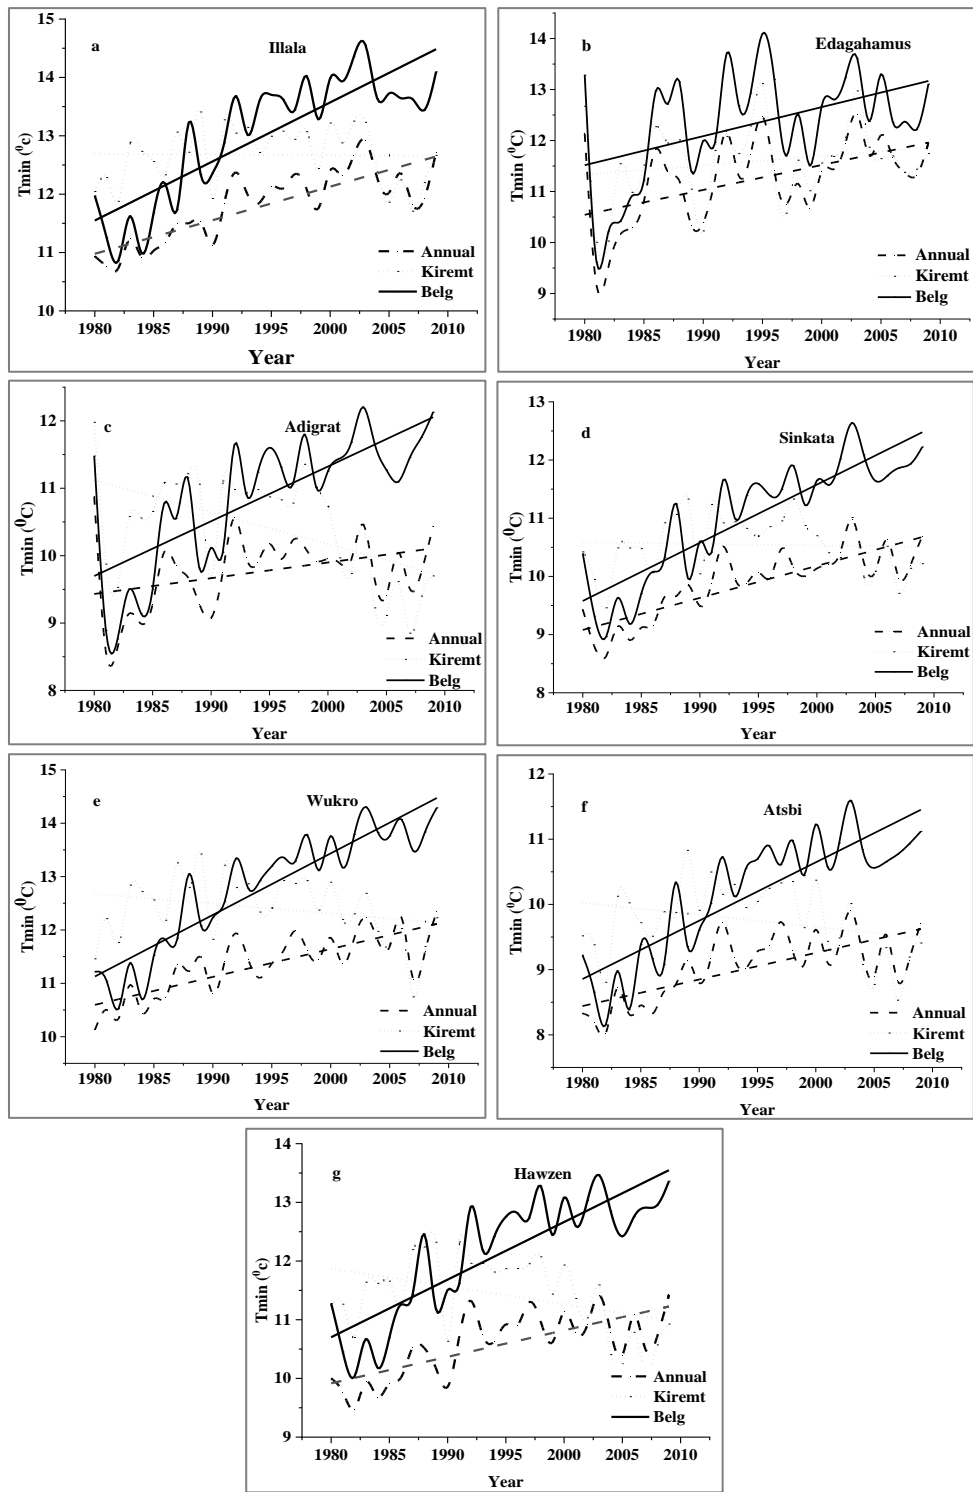 15
a
Illala
14
13
12
11
10
Tmin (⁰c)
Annual
Kiremt
Belg
1980 1985 1990 1995 2000 2005 2010
Year
14
b
Edagahamus
13
12
11
10
9
Tmin (⁰C)
Annual
Kiremt
Belg
1980 1985 1990 1995 2000 2005 2010
Year
12
c
Adigrat
11
10
9
8
Tmin (⁰C)
Annual
Kiremt
Belg
1980 1985 1990 1995 2000 2005 2010
Year
13
d
Sinkata
12
11
10
9
8
Tmin (⁰C)
Annual
Kiremt
Belg
1980 1985 1990 1995 2000 2005 2010
Year
15
e
Wukro
14
13
12
11
10
Tmin (⁰C)
Annual
Kiremt
Belg
1980 1985 1990 1995 2000 2005 2010
Year
12
f
Atsbi
11
10
9
8
Tmin (⁰C)
Annual
Kiremt
Belg
1980 1985 1990 1995 2000 2005 2010
Year
14
g
Hawzen
13
12
11
10
9
Tmin (⁰c)
Annual
Kiremt
Belg
1980 1985 1990 1995 2000 2005 2010
Year